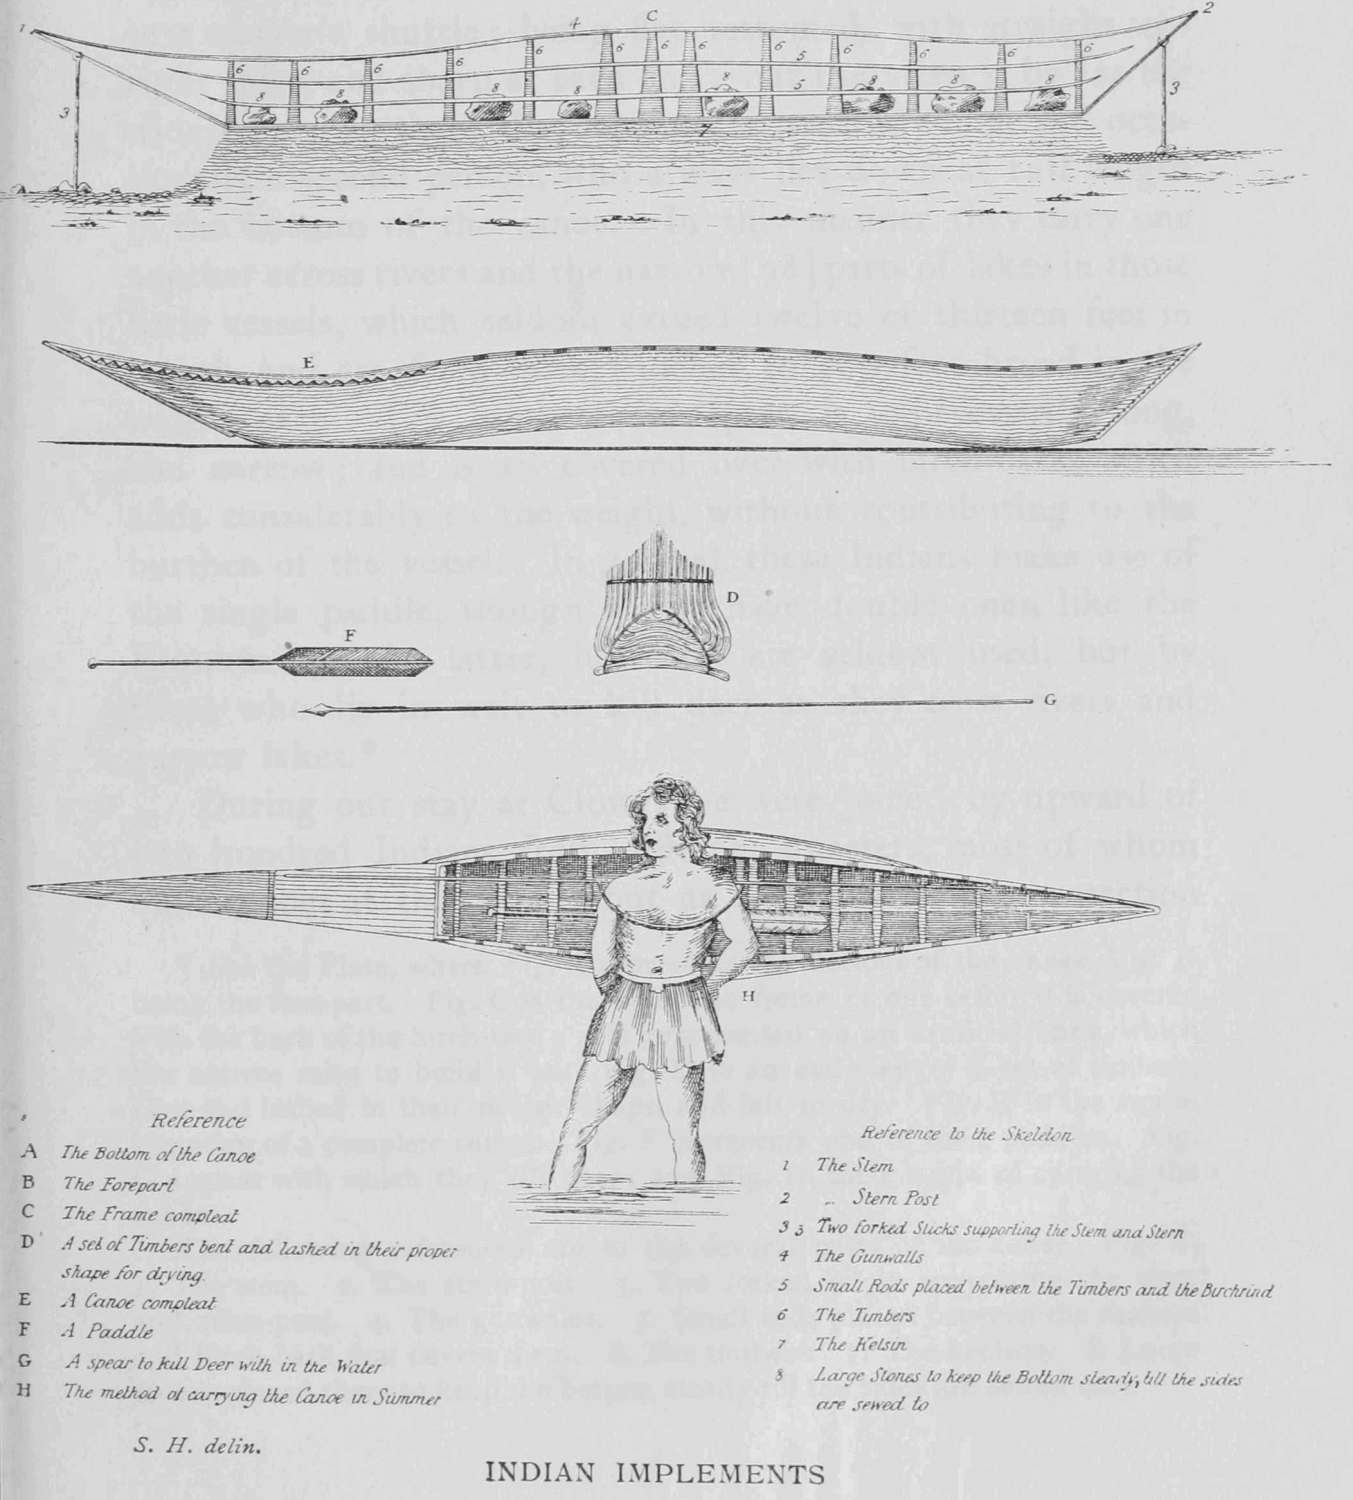 1
4
C
2
6
6
6
6
6
6
6
6
6
6
6
6
6
5
5
8
8
8
8
8
8
8
8
3
3
7
E
D
F
G
H
Reference
A The Bottom of the Canoe
B The Forepart
C The Frame compleat
D A set of Timbers bent and lashed in their proper
shape for drying.
E A Canoe compleat
F A Paddle
G A spear to kill Deer with in the Water
H The method of carrying the Canoe in Summer
S. H. delin.
Reference to the Skeleton
1 The Stem
2 „ Stern Post
3 3 Two forked Sticks supporting the Stem and Stern
4 The Gunwalls
5 Small Rods placed between the Timbers and the Birchrind
6 The Timbers
7 The Kelsin
8 Large Stones to keep the Bottom steady, till the sides
are sewed to
INDIAN IMPLEMENTS